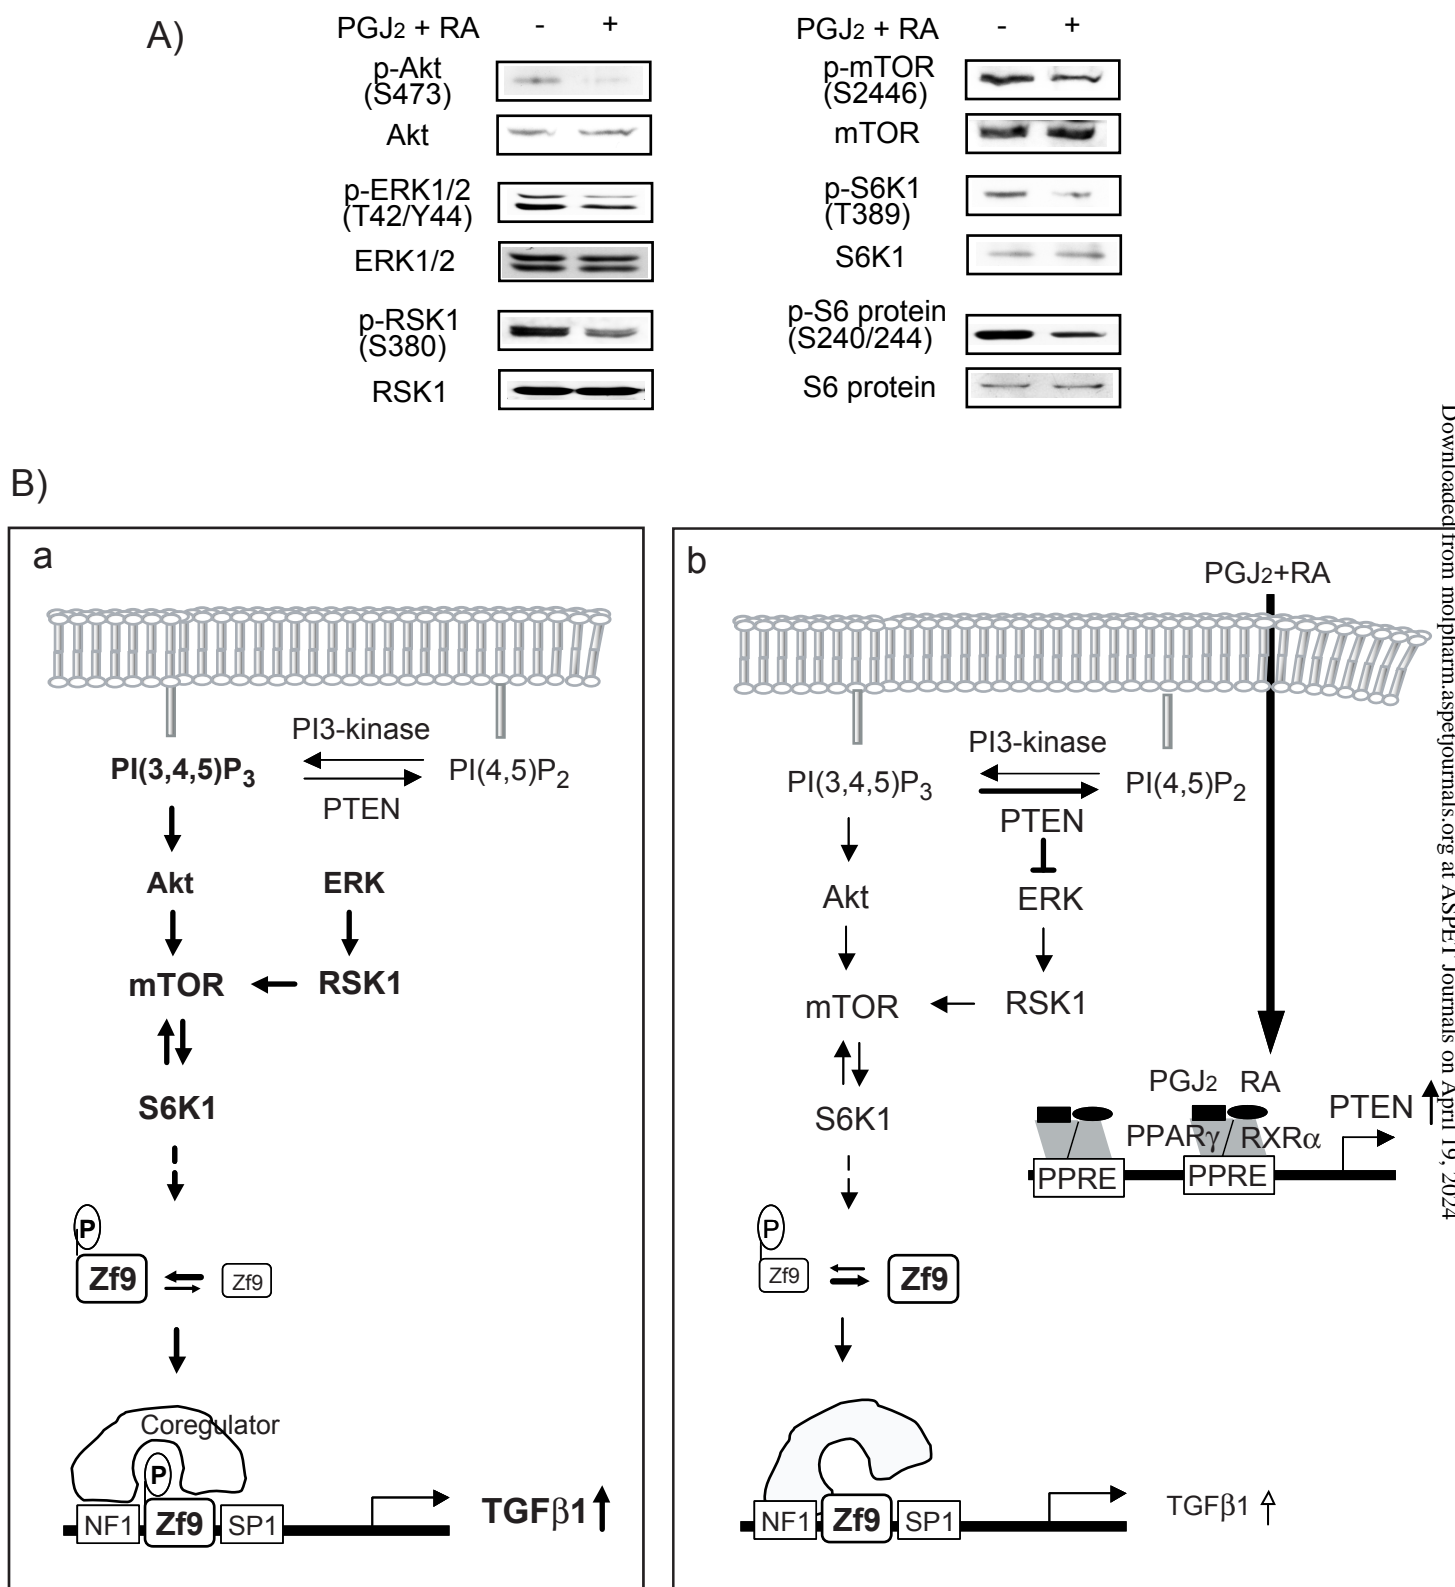 A)
PGJ2 + RA - +
p-Akt
(S473)
Akt
p-ERK1/2
(T42/Y44)
ERK1/2
p-RSK1
(S380)
RSK1
PGJ2 + RA - +
p-mTOR
(S2446)
mTOR
p-S6K1
(T389)
S6K1
p-S6 protein
(S240/244)
S6 protein
B)
a
PI3-kinase
PI(3,4,5)P3
PI(4,5)P2
PTEN
Akt
ERK
mTOR
RSK1
S6K1
P
Zf9
Zf9
Coregulator
P
NF1
Zf9
SP1
TGFβ1
b
PGJ2+RA
PI3-kinase
PI(3,4,5)P3
PI(4,5)P2
PTEN
Akt
ERK
mTOR
RSK1
S6K1
PGJ2 RA
PTEN
PPARγ
RXRα
PPRE
PPRE
P
Zf9
Zf9
NF1
Zf9
SP1
TGFβ1
Downloaded from molpharm.aspetjournals.org at ASPET Journals on April 19, 2024